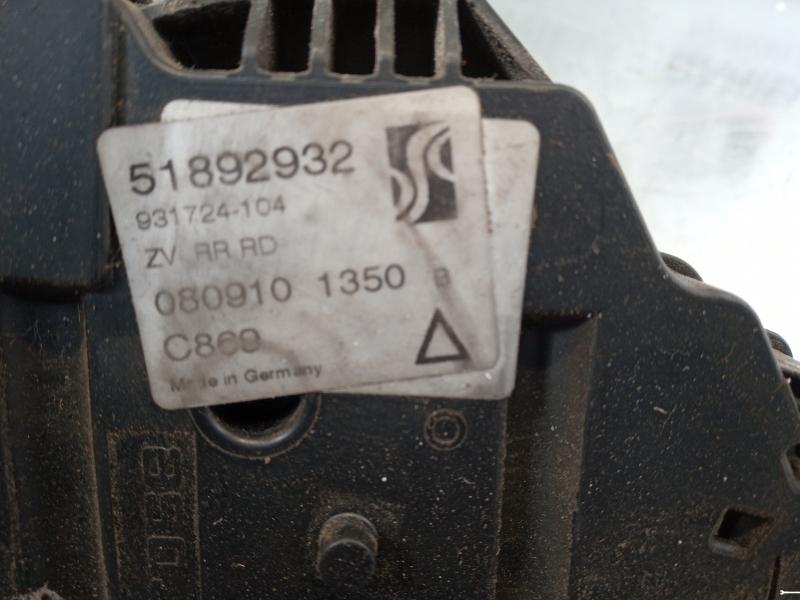 51892932
931724-104
ZV RR RD
080910 1350 B
C869
Made in Germany